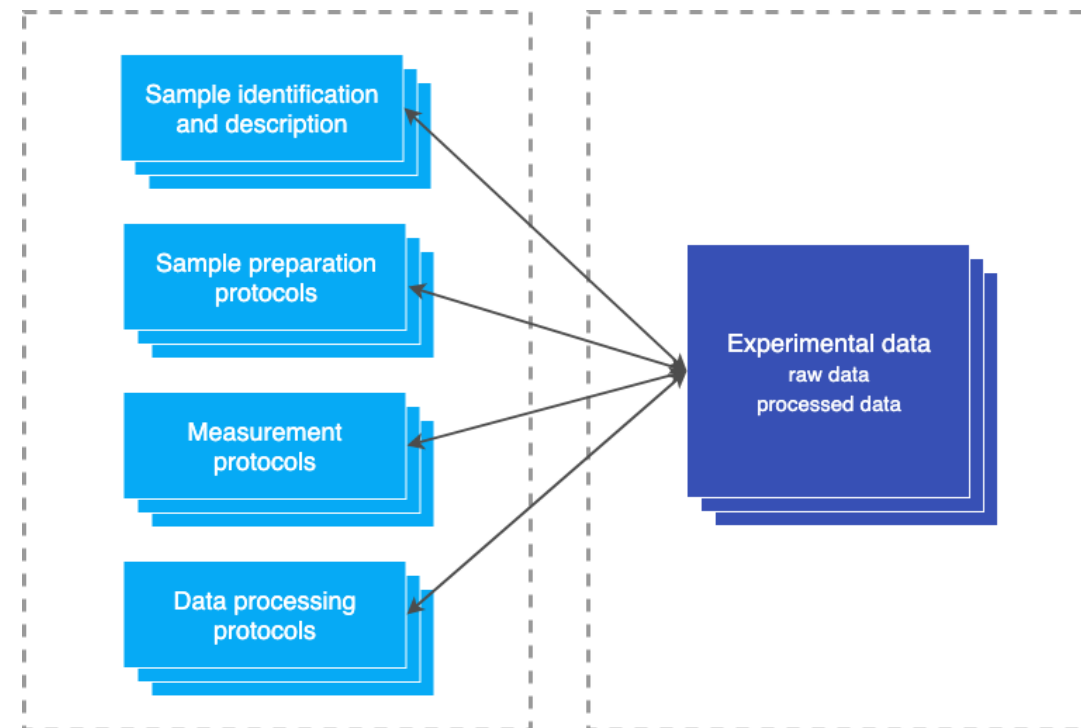 Sample identification
and description
Sample preparation
protocols
Measurement
protocols
Data processing
protocols
Experimental data
raw data
processed data